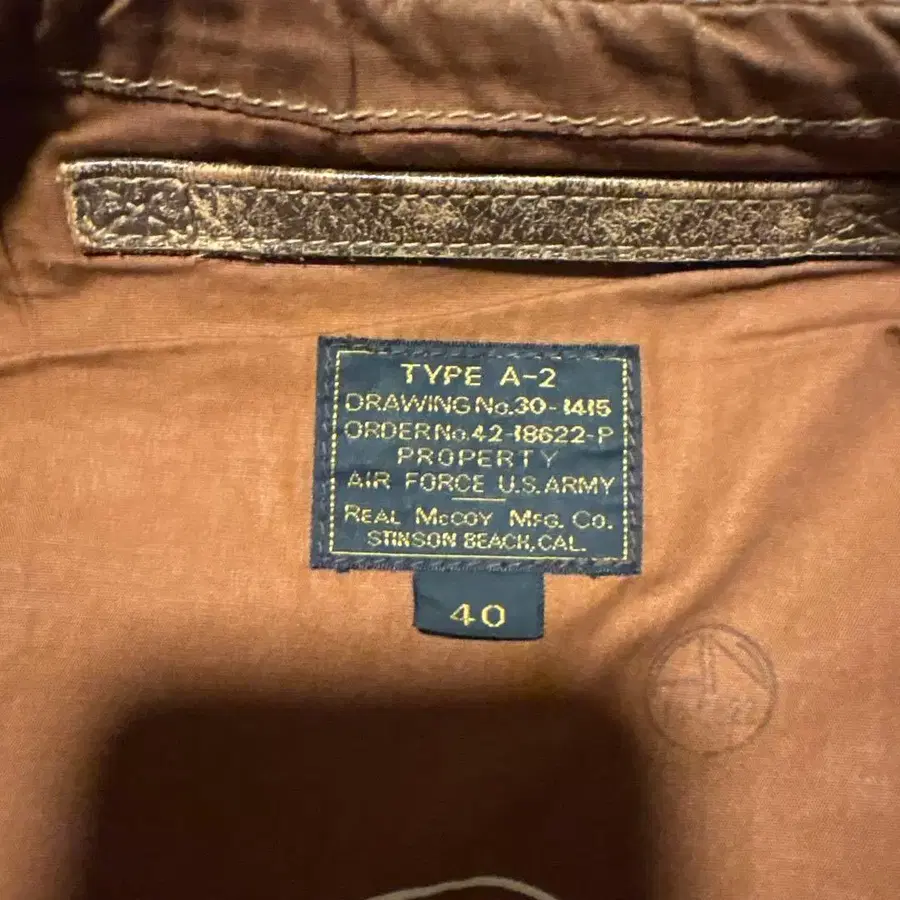 TYPE A-2
DRAWING No. 30-1415
ORDER No. 42-18622-P
PROPERTY
AIR FORCE U.S. ARMY
REAL McCOY MFG. Co.
STINSON BEACH, CAL.
40